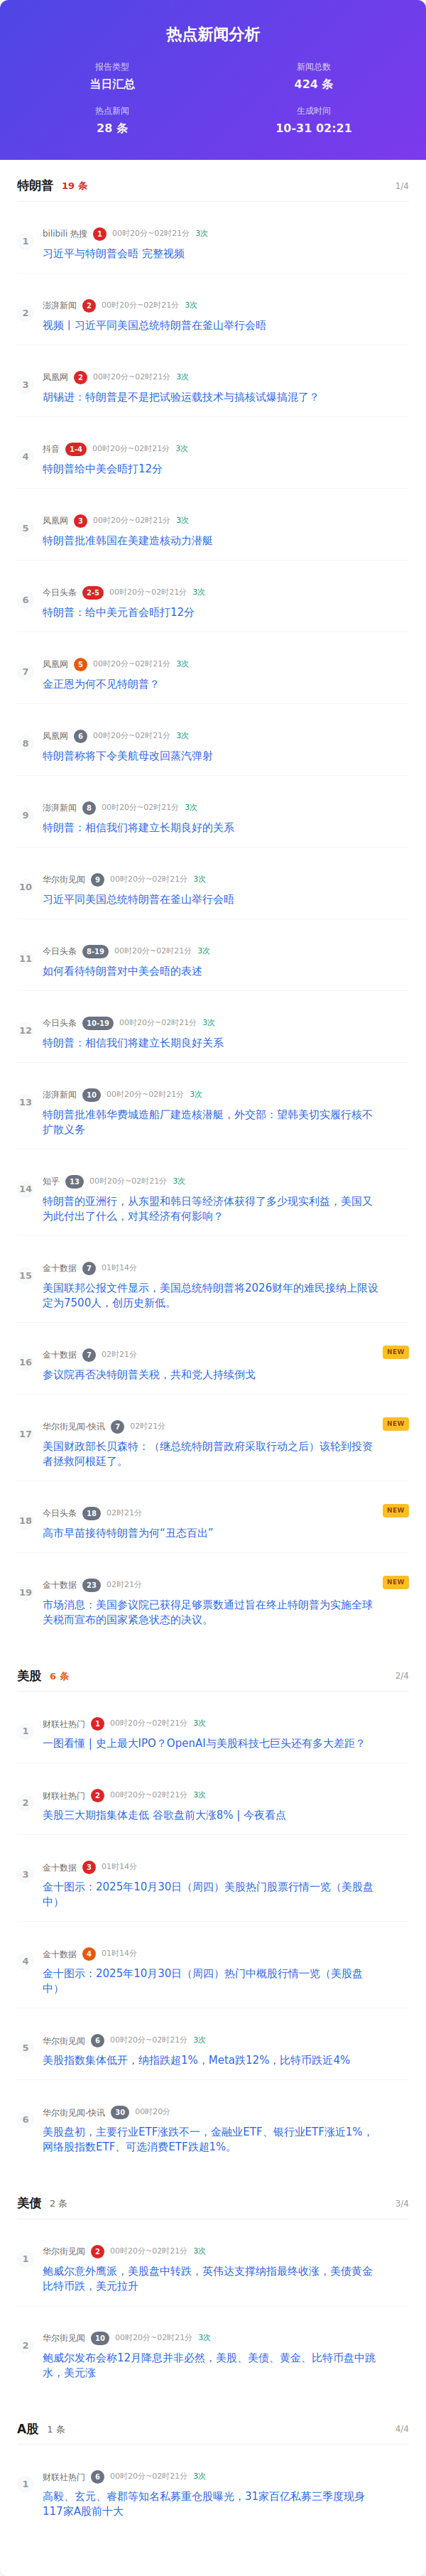 热点新闻分析
报告类型
当日汇总
新闻总数
424 条
热点新闻
28 条
生成时间
10-31 02:21
特朗普 19 条 1/4
1
bilibili 热搜 1 00时20分~02时21分 3次
习近平与特朗普会晤 完整视频
2
澎湃新闻 2 00时20分~02时21分 3次
视频丨习近平同美国总统特朗普在釜山举行会晤
3
凤凰网 2 00时20分~02时21分 3次
胡锡进：特朗普是不是把试验运载技术与搞核试爆搞混了？
4
抖音 1-4 00时20分~02时21分 3次
特朗普给中美会晤打12分
5
凤凰网 3 00时20分~02时21分 3次
特朗普批准韩国在美建造核动力潜艇
6
今日头条 2-5 00时20分~02时21分 3次
特朗普：给中美元首会晤打12分
7
凤凰网 5 00时20分~02时21分 3次
金正恩为何不见特朗普？
8
凤凰网 6 00时20分~02时21分 3次
特朗普称将下令美航母改回蒸汽弹射
9
澎湃新闻 8 00时20分~02时21分 3次
特朗普：相信我们将建立长期良好的关系
10
华尔街见闻 9 00时20分~02时21分 3次
习近平同美国总统特朗普在釜山举行会晤
11
今日头条 8-19 00时20分~02时21分 3次
如何看待特朗普对中美会晤的表述
12
今日头条 10-19 00时20分~02时21分 3次
特朗普：相信我们将建立长期良好关系
13
澎湃新闻 10 00时20分~02时21分 3次
特朗普批准韩华费城造船厂建造核潜艇，外交部：望韩美切实履行核不
扩散义务
14
知乎 13 00时20分~02时21分 3次
特朗普的亚洲行，从东盟和韩日等经济体获得了多少现实利益，美国又
为此付出了什么，对其经济有何影响？
15
金十数据 7 01时14分
美国联邦公报文件显示，美国总统特朗普将2026财年的难民接纳上限设
定为7500人，创历史新低。
16
金十数据 7 02时21分
NEW
参议院再否决特朗普关税，共和党人持续倒戈
17
华尔街见闻-快讯 7 02时21分
NEW
美国财政部长贝森特：（继总统特朗普政府采取行动之后）该轮到投资
者拯救阿根廷了。
18
今日头条 18 02时21分
NEW
高市早苗接待特朗普为何“丑态百出”
19
金十数据 23 02时21分
NEW
市场消息：美国参议院已获得足够票数通过旨在终止特朗普为实施全球
关税而宣布的国家紧急状态的决议。
美股 6 条 2/4
1
财联社热门 1 00时20分~02时21分 3次
一图看懂 | 史上最大IPO？OpenAI与美股科技七巨头还有多大差距？
2
财联社热门 2 00时20分~02时21分 3次
美股三大期指集体走低 谷歌盘前大涨8% | 今夜看点
3
金十数据 3 01时14分
金十图示：2025年10月30日（周四）美股热门股票行情一览（美股盘
中）
4
金十数据 4 01时14分
金十图示：2025年10月30日（周四）热门中概股行情一览（美股盘
中）
5
华尔街见闻 6 00时20分~02时21分 3次
美股指数集体低开，纳指跌超1%，Meta跌12%，比特币跌近4%
6
华尔街见闻-快讯 30 00时20分
美股盘初，主要行业ETF涨跌不一，金融业ETF、银行业ETF涨近1%，
网络股指数ETF、可选消费ETF跌超1%。
美债 2 条 3/4
1
华尔街见闻 2 00时20分~02时21分 3次
鲍威尔意外鹰派，美股盘中转跌，英伟达支撑纳指最终收涨，美债黄金
比特币跌，美元拉升
2
华尔街见闻 10 00时20分~02时21分 3次
鲍威尔发布会称12月降息并非必然，美股、美债、黄金、比特币盘中跳
水，美元涨
A股 1 条 4/4
1
财联社热门 6 00时20分~02时21分 3次
高毅、玄元、睿郡等知名私募重仓股曝光，31家百亿私募三季度现身
117家A股前十大